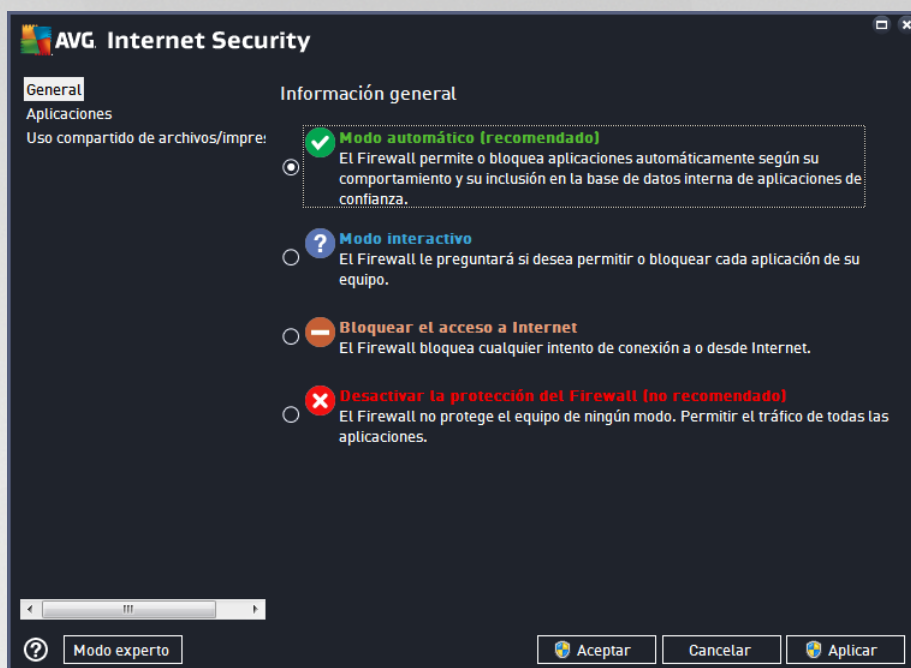 AVG. Internet Security
General
Aplicaciones
Uso compartido de archivos/impre
Información general
Modo automático (recomendado)
El Firewall permite o bloquea aplicaciones automáticamente según su
comportamiento y su inclusión en la base de datos interna de aplicaciones de
confianza.
Modo interactivo
El Firewall le preguntará si desea permitir o bloquear cada aplicación de su
equipo.
Bloquear el acceso a Internet
El Firewall bloquea cualquier intento de conexión a o desde Internet.
Desactivar la protección del Firewall (no recomendado)
El Firewall no protege el equipo de ningún modo. Permitir el tráfico de todas las
aplicaciones.
Modo experto
Aceptar
Cancelar
Aplicar